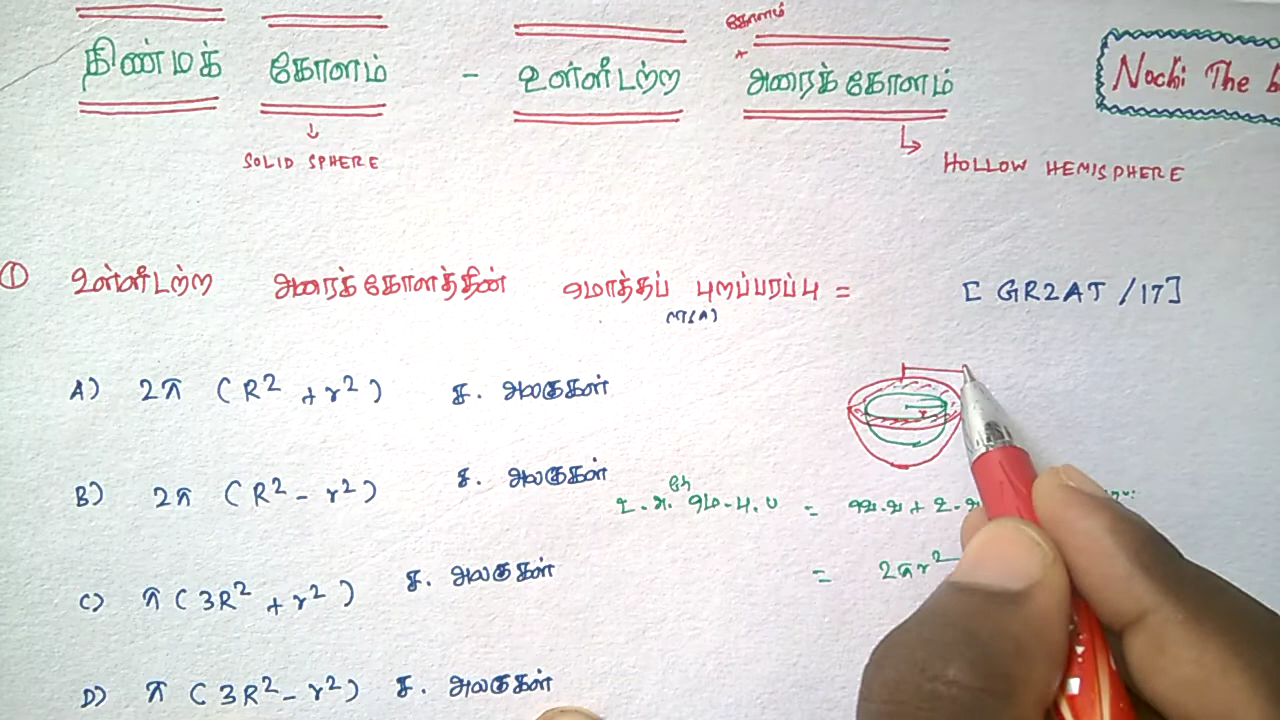 கோளம்
திண்மக் கோளம் - உள்ளீடற்ற அரைக்கோளம்
Nochi The
SOLID SPHERE
HOLLOW HEMISPHERE
① உள்ளீடற்ற அரைக்கோளத்தின் மொத்தப் புறப்பரப்பு = [GR2AT /17]
A) 2π (R² + r²) ச. அலகுகள்
B) 2π (R² - r²) ச. அலகுகள்
r
C) π (3R² + r²) ச. அலகுகள்
= 2πr²
D) π (3R² - r²) ச. அலகுகள்